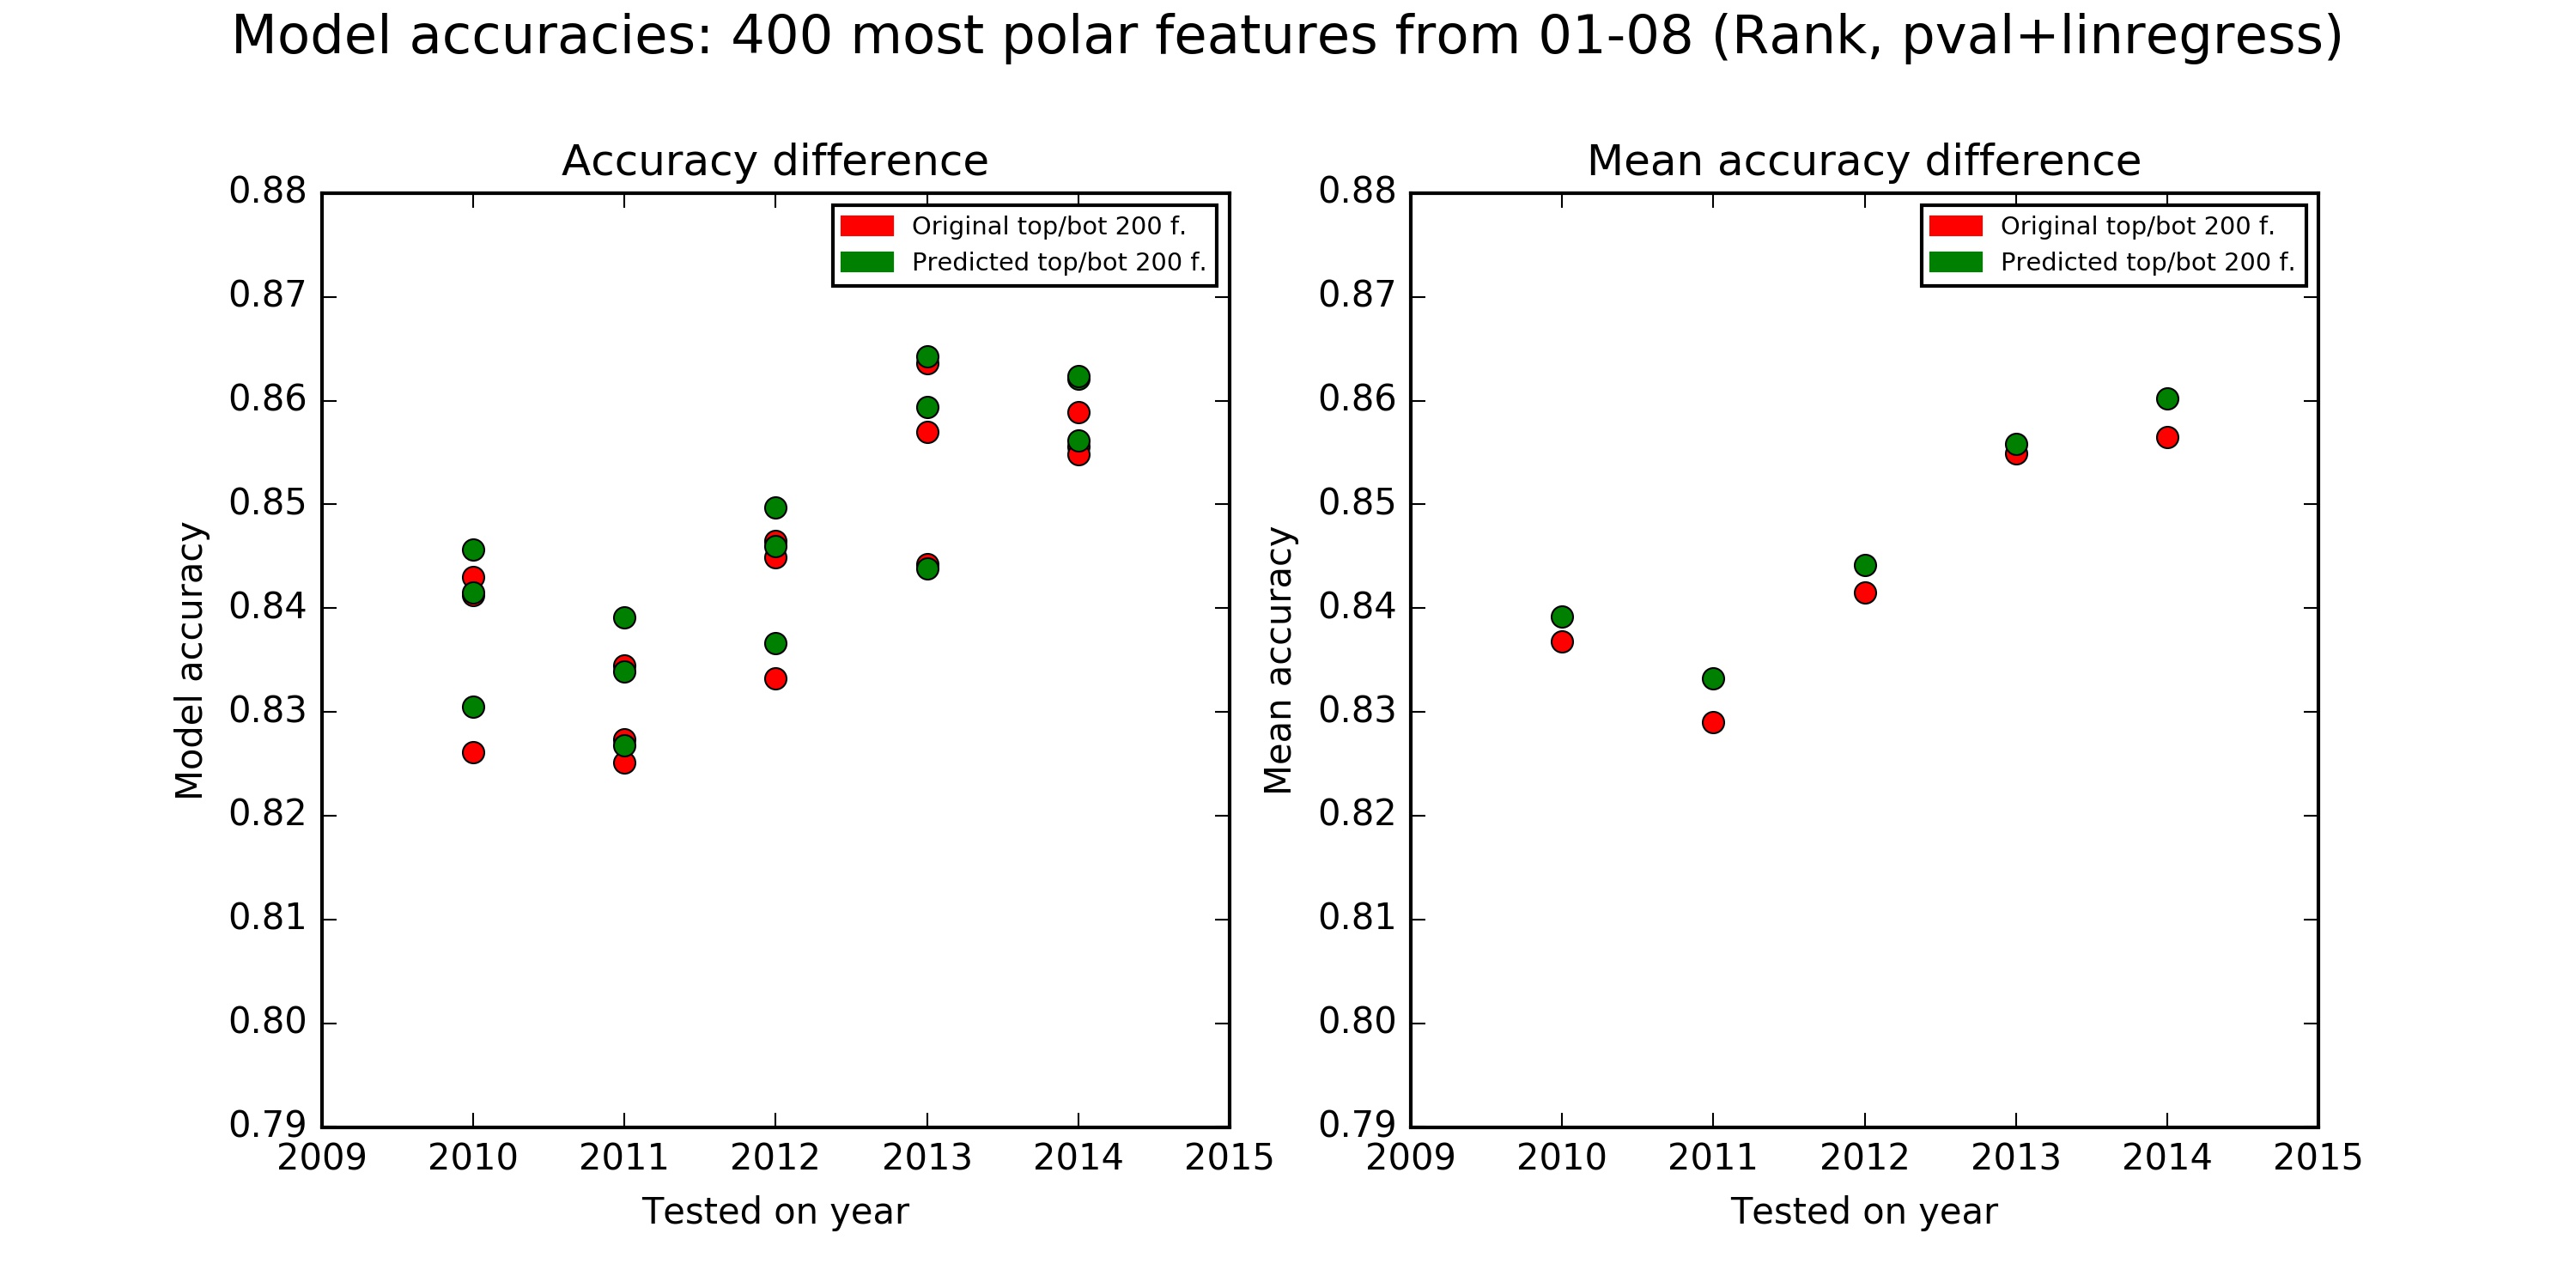 Model accuracies: 400 most polar features from 01-08 (Rank, pval+linregress)
Accuracy difference
0.88
0.87
0.86
0.85
0.84
0.83
0.82
0.81
0.80
0.79
Model accuracy
Original top/bot 200 f.
Predicted top/bot 200 f.
2009 2010 2011 2012 2013 2014 2015
Tested on year
Mean accuracy difference
0.88
0.87
0.86
0.85
0.84
0.83
0.82
0.81
0.80
0.79
Mean accuracy
Original top/bot 200 f.
Predicted top/bot 200 f.
2009 2010 2011 2012 2013 2014 2015
Tested on year